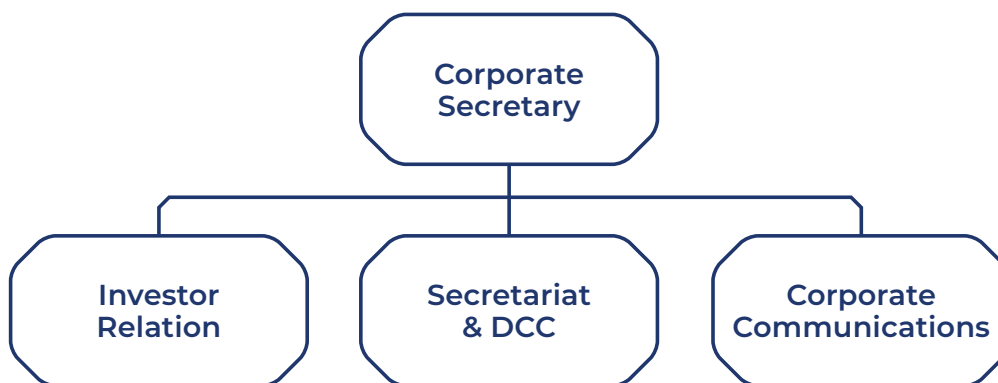 Corporate
Secretary
Investor
Relation
Secretariat
& DCC
Corporate
Communications